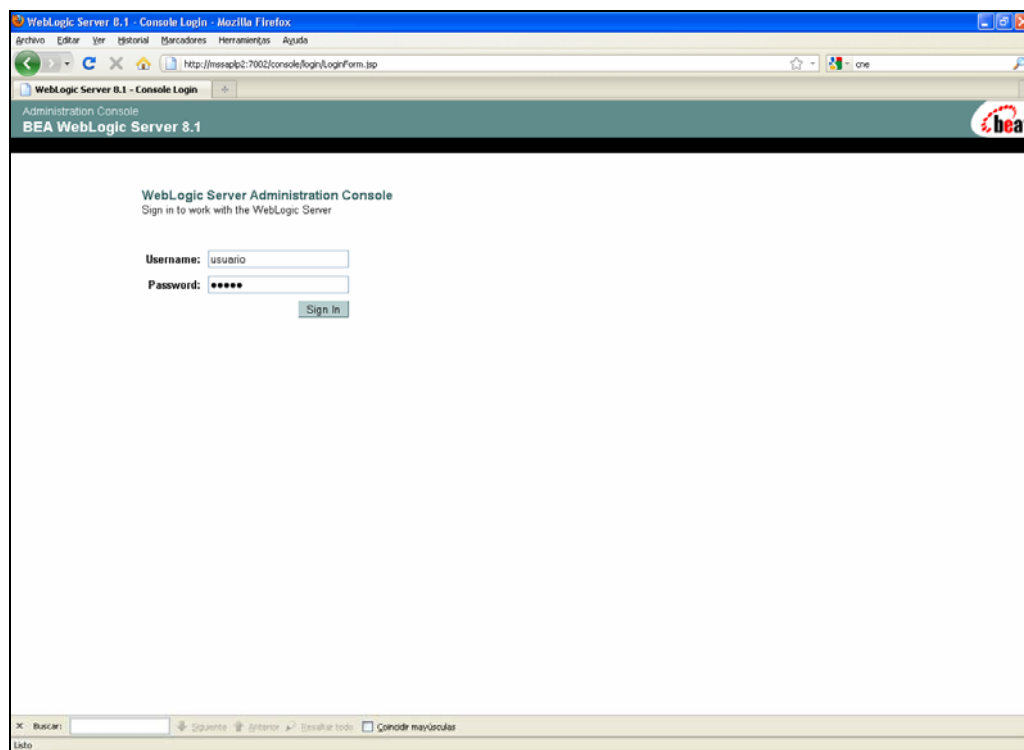 WebLogic Server 8.1 - Console Login - Mozilla Firefox
Archivo Editar Ver Historial Marcadores Herramientas Ayuda
http://mssaplp2:7002/console/login/LoginForm.jsp
cne
WebLogic Server 8.1 - Console Login
Administration Console
BEA WebLogic Server 8.1
bea
WebLogic Server Administration Console
Sign in to work with the WebLogic Server
Username: usuario
Password: •••••
Sign In
Buscar: Siguiente Anterior Resaltar todo Coincidir mayúsculas
Listo